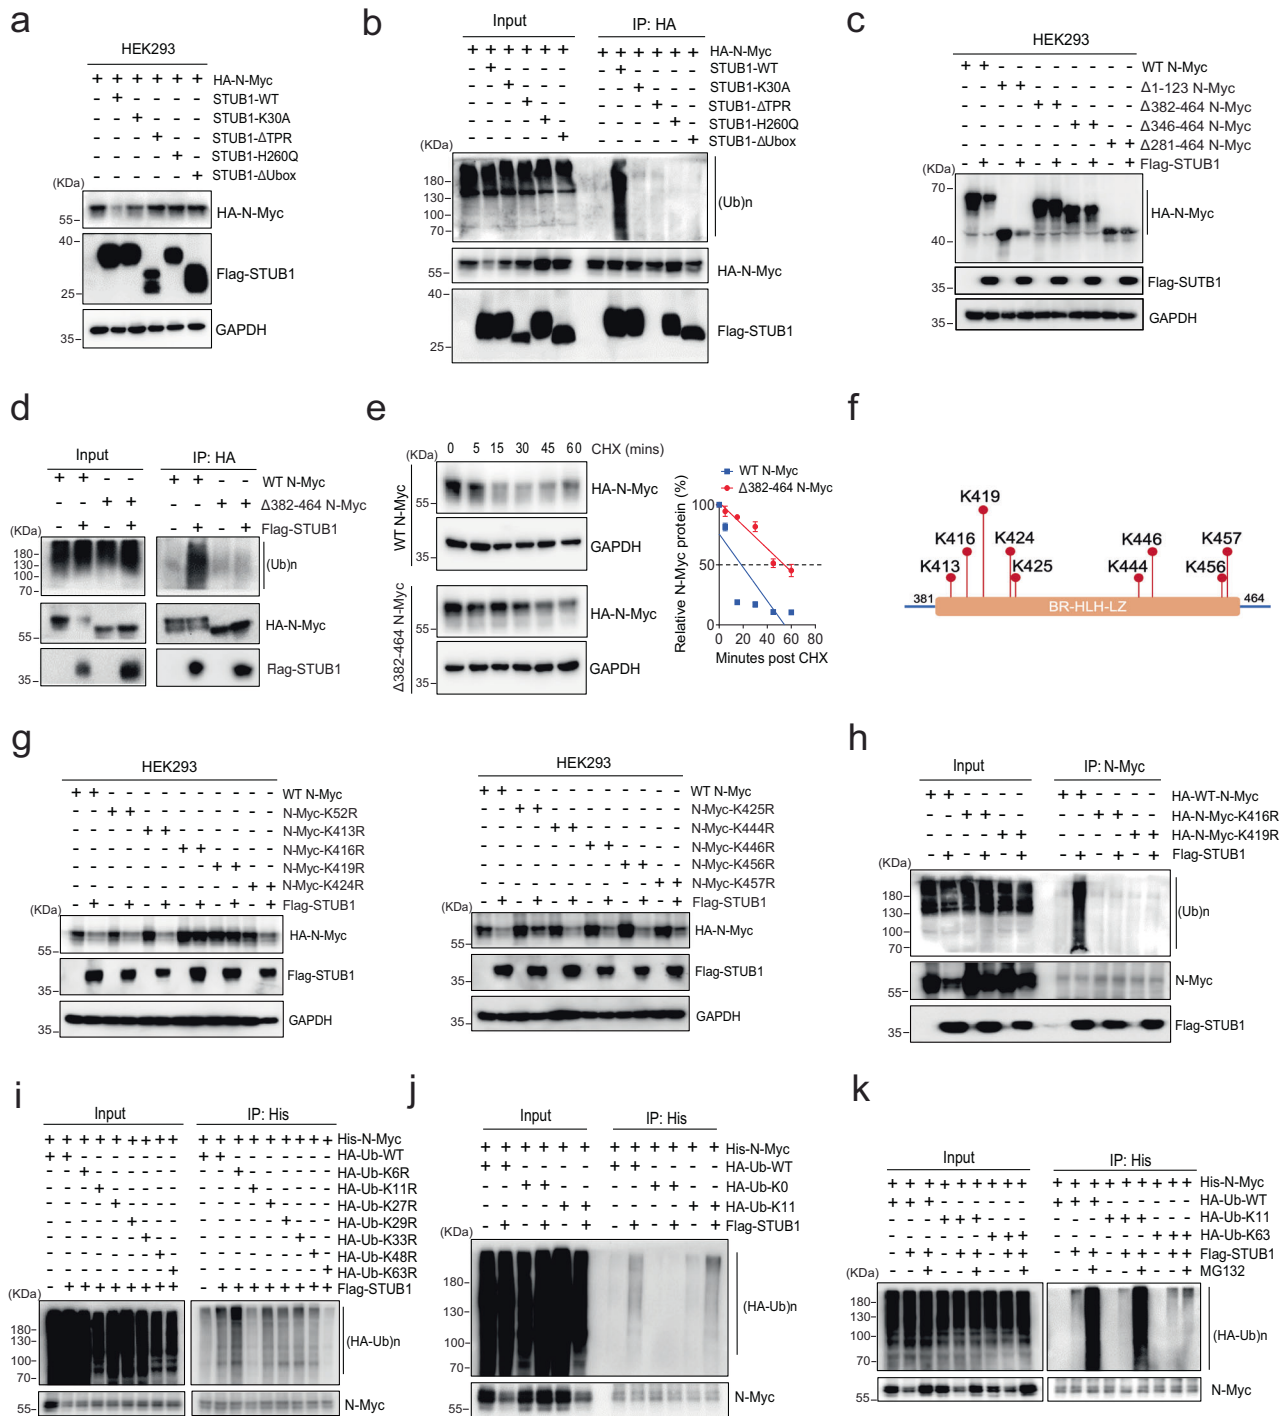 a
HEK293
+ + + + + + HA-N-Myc
- + - - - - STUB1-WT
- - + - - - STUB1-K30A
- - - + - - STUB1-ΔTPR
- - - - + - STUB1-H260Q
- - - - - + STUB1-ΔUbox
(KDa)
55 HA-N-Myc
40
Flag-STUB1
25
35 GAPDH
b
Input IP: HA
+ + + + + + + + + + + + HA-N-Myc
- + - - - - - + - - - - STUB1-WT
- - + - - - - - + - - - STUB1-K30A
- - - + - - - - - + - - STUB1-ΔTPR
- - - - + - - - - - + - STUB1-H260Q
- - - - - + - - - - - + STUB1-ΔUbox
(KDa)
180
130
100
70
(Ub)n
55 HA-N-Myc
40
Flag-STUB1
25
c
HEK293
+ + - - - - - - - - WT N-Myc
- - + + - - - - - - Δ1-123 N-Myc
- - - - + + - - - - Δ382-464 N-Myc
- - - - - - + + - - Δ346-464 N-Myc
- - - - - - - - + + Δ281-464 N-Myc
- + - + - + - + - + Flag-STUB1
(KDa)
70
HA-N-Myc
40
35 Flag-SUTB1
35 GAPDH
d
Input IP: HA
+ + - - + + - - WT N-Myc
- - + + - - + + Δ382-464 N-Myc
- + - + - + - + Flag-STUB1
(KDa)
180
130
100
70
(Ub)n
55 HA-N-Myc
35 Flag-STUB1
e
(KDa) 0 5 15 30 45 60 CHX (mins)
WT N-Myc
55 HA-N-Myc
35 GAPDH
Δ382-464 N-Myc
55 HA-N-Myc
35 GAPDH
WT N-Myc
Δ382-464 N-Myc
Relative N-Myc protein (%)
100
50
0
0 20 40 60 80
Minutes post CHX
f
K419
K416 K424 K446 K457
K413 K425 K444 K456
381 BR-HLH-LZ 464
g
HEK293
+ + - - - - - - - - - - WT N-Myc
- - + + - - - - - - - - N-Myc-K52R
- - - - + + - - - - - - N-Myc-K413R
- - - - - - + + - - - - N-Myc-K416R
- - - - - - - - + + - - N-Myc-K419R
- - - - - - - - - - + + N-Myc-K424R
- + - + - + - + - + - + Flag-STUB1
(KDa)
55 HA-N-Myc
35 Flag-STUB1
35 GAPDH
HEK293
+ + - - - - - - - - - - WT N-Myc
- - + + - - - - - - - - N-Myc-K425R
- - - - + + - - - - - - N-Myc-K444R
- - - - - - + + - - - - N-Myc-K446R
- - - - - - - - + + - - N-Myc-K456R
- - - - - - - - - - + + N-Myc-K457R
- + - + - + - + - + - + Flag-STUB1
(KDa)
55 HA-N-Myc
35 Flag-STUB1
35 GAPDH
h
Input IP: N-Myc
+ + - - - - + + - - - - HA-WT-N-Myc
- - + + - - - - + + - - HA-N-Myc-K416R
- - - - + + - - - - + + HA-N-Myc-K419R
- + - + - + - + - + - + Flag-STUB1
(KDa)
180
130
100
70
(Ub)n
55 N-Myc
35 Flag-STUB1
i
Input IP: His
+ + + + + + + + + + + + + + + + + + His-N-Myc
+ + - - - - - - - + + - - - - - - - HA-Ub-WT
- - + - - - - - - - - + - - - - - - HA-Ub-K6R
- - - + - - - - - - - - + - - - - - HA-Ub-K11R
- - - - + - - - - - - - - + - - - - HA-Ub-K27R
- - - - - + - - - - - - - - + - - - HA-Ub-K29R
- - - - - - + - - - - - - - - + - - HA-Ub-K33R
- - - - - - - + - - - - - - - - + - HA-Ub-K48R
- - - - - - - - + - - - - - - - - + HA-Ub-K63R
- + + + + + + + + - + + + + + + + + Flag-STUB1
(KDa)
180
130
100
70
(HA-Ub)n
55 N-Myc
j
Input IP: His
+ + + + + + + + + + + + His-N-Myc
+ + - - - - + + - - - - HA-Ub-WT
- - + + - - - - + + - - HA-Ub-K0
- - - - + + - - - - + + HA-Ub-K11
- + - + - + - + - + - + Flag-STUB1
(KDa)
180
130
100
70
(HA-Ub)n
55 N-Myc
k
Input IP: His
+ + + + + + + + + + + + + + + + + + His-N-Myc
+ + + - - - - - - + + + - - - - - - HA-Ub-WT
- - - + + + - - - - - - + + + - - - HA-Ub-K11
- - - - - - + + + - - - - - - + + + HA-Ub-K63
- + + - + + - + + - + + - + + - + + Flag-STUB1
- - + - - + - - + - - + - - + - - + MG132
(KDa)
180
130
100
70
(HA-Ub)n
55 N-Myc